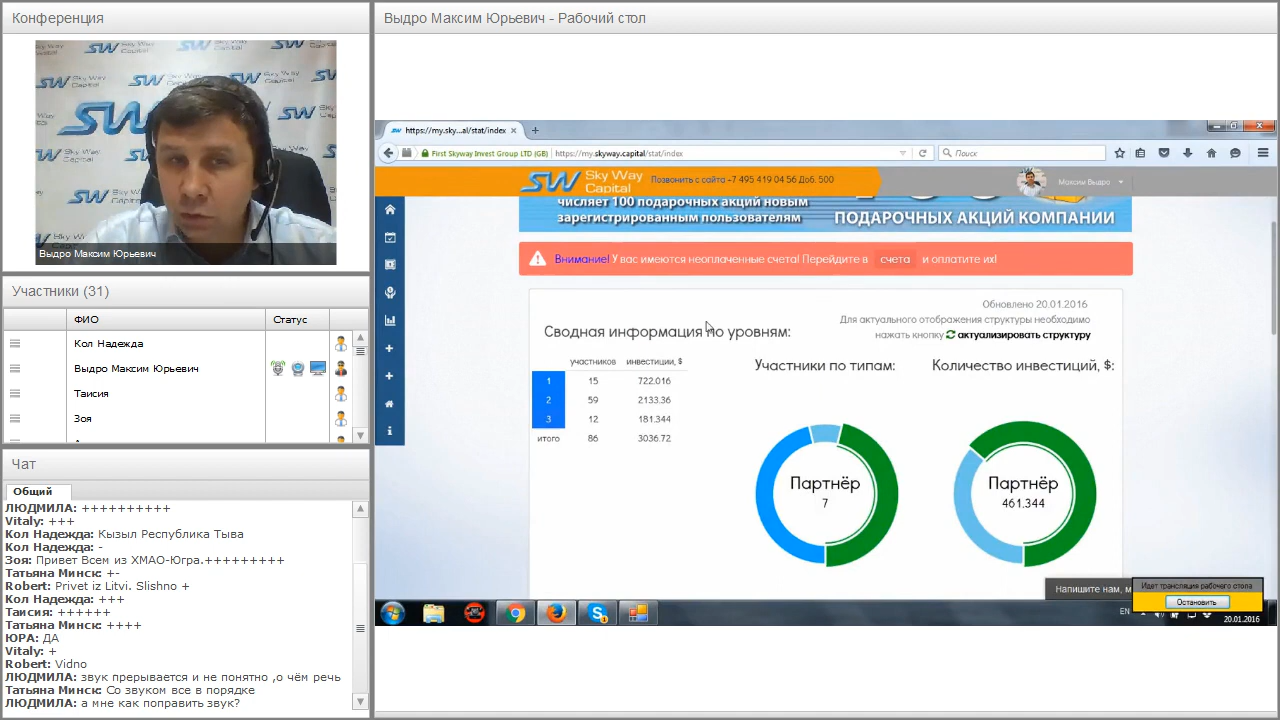 Конференция
Sky Way
Capital
Выдро Максим Юрьевич
Участники (31)
ФИО
Статус
Кол Надежда
Выдро Максим Юрьевич
Таисия
Зоя
Чат
Общий
ЛЮДМИЛА: ++++++++++
Vitaly: +++
Кол Надежда: Кызыл Республика Тыва
Кол Надежда: -
Зоя: Привет Всем из ХМАО-Югра.+++++++++
Татьяна Минск: +-
Robert: Privet iz Litvi. Slishno +
Кол Надежда: +++
Таисия: ++++++
Татьяна Минск: ++++
ЮРА: ДА
Vitaly: +
Robert: Vidno
ЛЮДМИЛА: звук прерывается и не понятно ,о чём речь
Татьяна Минск: Со звуком все в порядке
ЛЮДМИЛА: а мне как поправить звук?
Выдро Максим Юрьевич - Рабочий стол
https://my.sky...al/stat/index
First Skyway Invest Group LTD (GB)
https://my.skyway.capital/stat/index
Поиск
SW Sky Way Capital
Позвонить с сайта +7 495 419 04 56 Доб. 500
Максим Выдро
числяет 100 подарочных акций новым
зарегистрированным пользователям
ПОДАРОЧНЫХ АКЦИЙ КОМПАНИИ
Внимание! У вас имеются неоплаченные счета! Перейдите в счета и оплатите их!
Обновлено 20.01.2016
Для актуального отображения структуры необходимо
нажать кнопку актуализировать структуру
Сводная информация по уровням:
участников инвестиции, $
1 15 722.016
2 59 2133.36
3 12 181.344
итого 86 3036.72
Участники по типам:
Партнёр
7
Количество инвестиций, $:
Партнёр
461.344
Напишите нам, м
Идет трансляция рабочего стола
Остановить
EN
20.01.2016